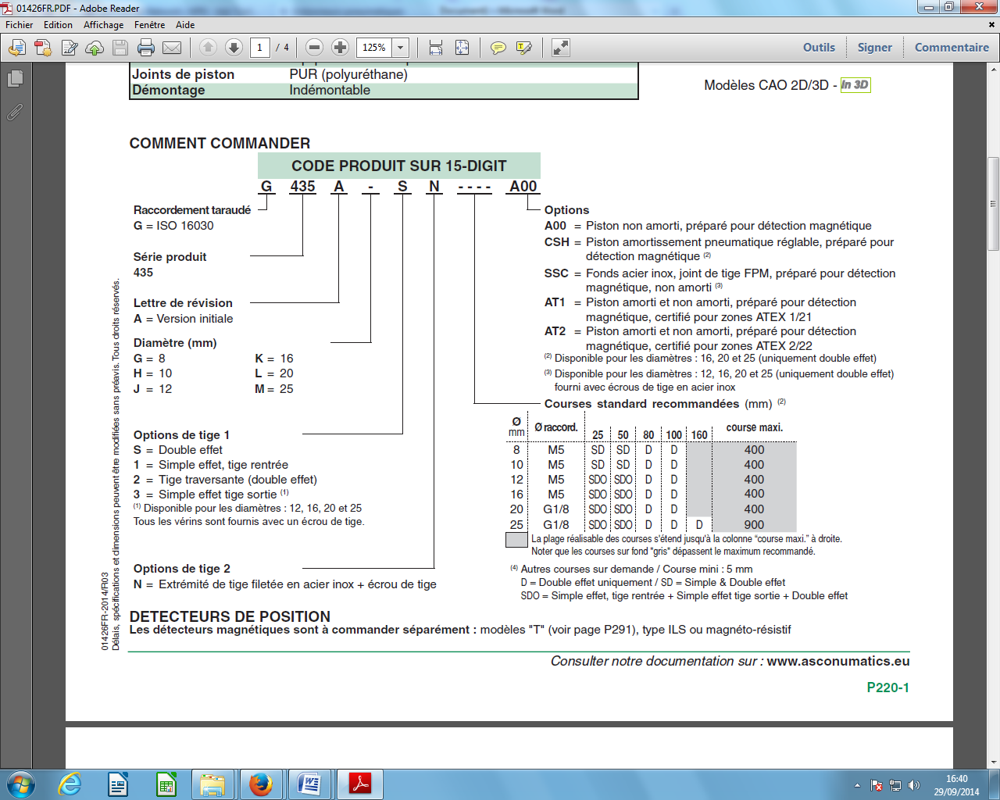 01426FR.PDF - Adobe Reader
Fichier Edition Affichage Fenêtre Aide
1 / 4 125% Outils Signer Commentaire
Joints de piston PUR (polyuréthane)
Démontage Indémontable
Modèles CAO 2D/3D - In 3D
COMMENT COMMANDER
CODE PRODUIT SUR 15-DIGIT
G 435 A - S N - - - - A00
Raccordement taraudé
G = ISO 16030
Série produit
435
Lettre de révision
A = Version initiale
Diamètre (mm)
G = 8 K = 16
H = 10 L = 20
J = 12 M = 25
Options de tige 1
S = Double effet
1 = Simple effet, tige rentrée
2 = Tige traversante (double effet)
3 = Simple effet tige sortie (1)
(1) Disponible pour les diamètres : 12, 16, 20 et 25
Tous les vérins sont fournis avec un écrou de tige.
Options de tige 2
N = Extrémité de tige filetée en acier inox + écrou de tige
Options
A00 = Piston non amorti, préparé pour détection magnétique
CSH = Piston amortissement pneumatique réglable, préparé pour
détection magnétique (2)
SSC = Fonds acier inox, joint de tige FPM, préparé pour détection
magnétique, non amorti (3)
AT1 = Piston amorti et non amorti, préparé pour détection
magnétique, certifié pour zones ATEX 1/21
AT2 = Piston amorti et non amorti, préparé pour détection
magnétique, certifié pour zones ATEX 2/22
(2) Disponible pour les diamètres : 16, 20 et 25 (uniquement double effet)
(3) Disponible pour les diamètres : 12, 16, 20 et 25 (uniquement double effet)
fourni avec écrous de tige en acier inox
Courses standard recommandées (mm) (2)
Ø mm Ø raccord. 25 50 80 100 160 course maxi.
8 M5 SD SD D D 400
10 M5 SD SD D D 400
12 M5 SDO SDO D D 400
16 M5 SDO SDO D D 400
20 G1/8 SDO SDO D D 400
25 G1/8 SDO SDO D D D 900
La plage réalisable des courses s'étend jusqu'à la colonne “course maxi.” à droite.
Noter que les courses sur fond "gris" dépassent le maximum recommandé.
(4) Autres courses sur demande / Course mini : 5 mm
D = Double effet uniquement / SD = Simple & Double effet
SDO = Simple effet, tige rentrée + Simple effet tige sortie + Double effet
01426FR-2014/R03
Délais, spécifications et dimensions peuvent être modifiées sans préavis. Tous droits réservés.
DETECTEURS DE POSITION
Les détecteurs magnétiques sont à commander séparément : modèles "T" (voir page P291), type ILS ou magnéto-résistif
Consulter notre documentation sur : www.asconumatics.eu
P220-1
16:40
29/09/2014